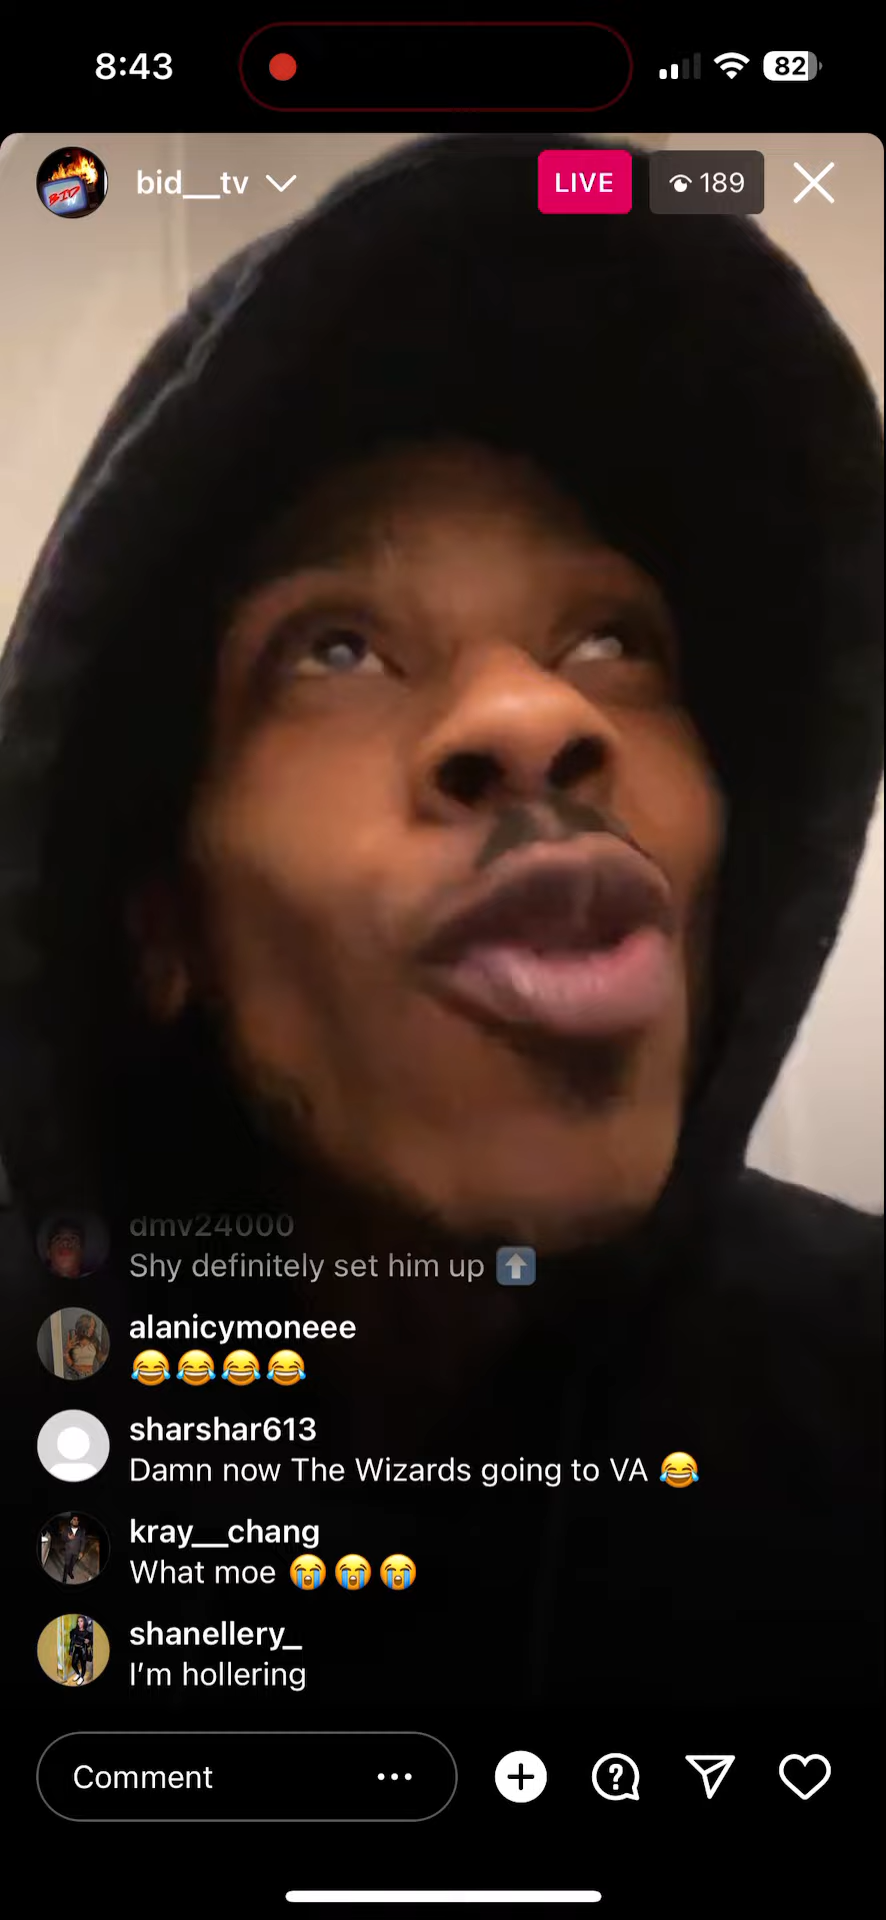 8:43
82
bid__tv
LIVE
189
BID
dmv24000
Shy definitely set him up ⬆️
alanicymoneee
😂😂😂😂
sharshar613
Damn now The Wizards going to VA 😂
kray__chang
What moe 😭😭😭
shanellery_
I’m hollering
Comment